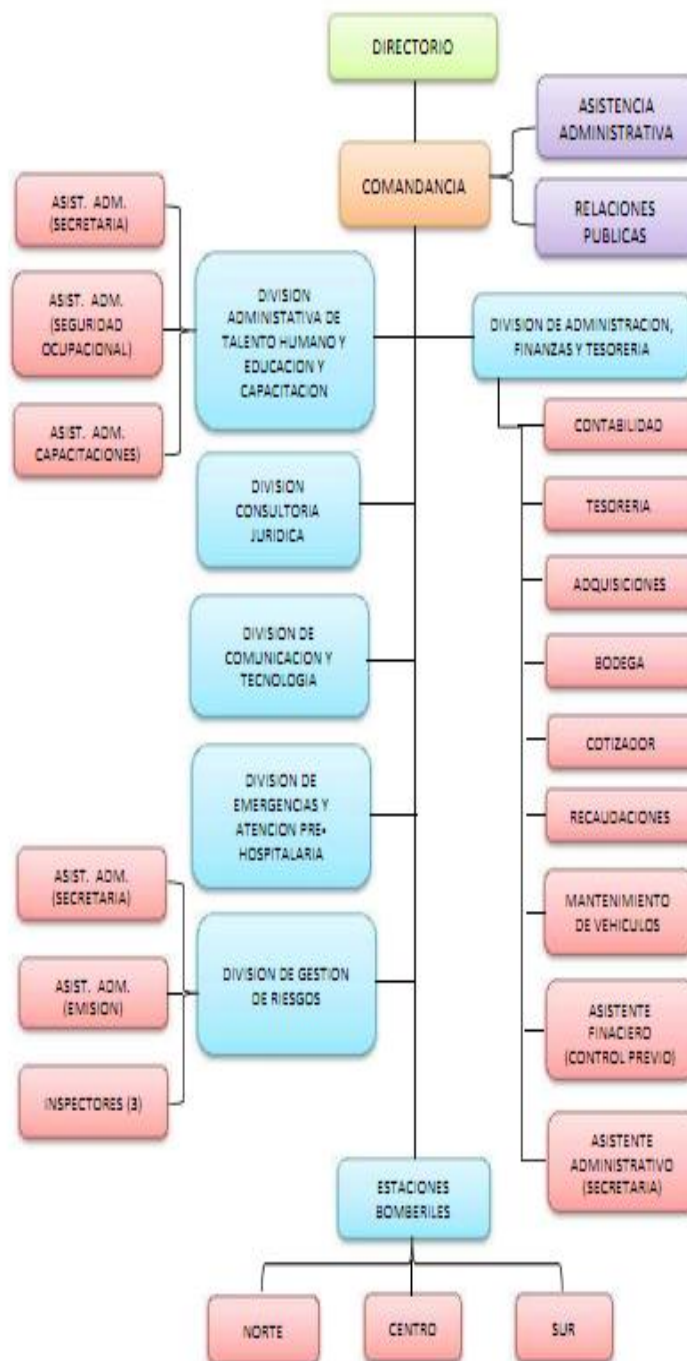 DIRECTORIO
COMANDANCIA
ASISTENCIA
ADMINISTRATIVA
RELACIONES
PUBLICAS
ASIST. ADM.
(SECRETARIA)
ASIST. ADM.
(SEGURIDAD
OCUPACIONAL)
ASIST. ADM.
CAPACITACIONES)
DIVISION
ADMINISTATIVA DE
TALENTO HUMANO Y
EDUCACION Y
CAPACITACION
DIVISION DE ADMINISTRACION,
FINANZAS Y TESORERIA
CONTABILIDAD
TESORERIA
ADQUISICIONES
BODEGA
COTIZADOR
RECAUDACIONES
MANTENIMIENTO
DE VEHICULOS
ASISTENTE
FINACIERO
(CONTROL PREVIO)
ASISTENTE
ADMINISTRATIVO
(SECRETARIA)
DIVISION
CONSULTORIA
JURIDICA
DIVISION DE
COMUNICACION Y
TECNOLOGIA
DIVISION DE
EMERGENCIAS Y
ATENCION PRE-
HOSPITALARIA
ASIST. ADM.
(SECRETARIA)
ASIST. ADM.
(EMISION)
INSPECTORES (3)
DIVISION DE GESTION
DE RIESGOS
ESTACIONES
BOMBERILES
NORTE
CENTRO
SUR